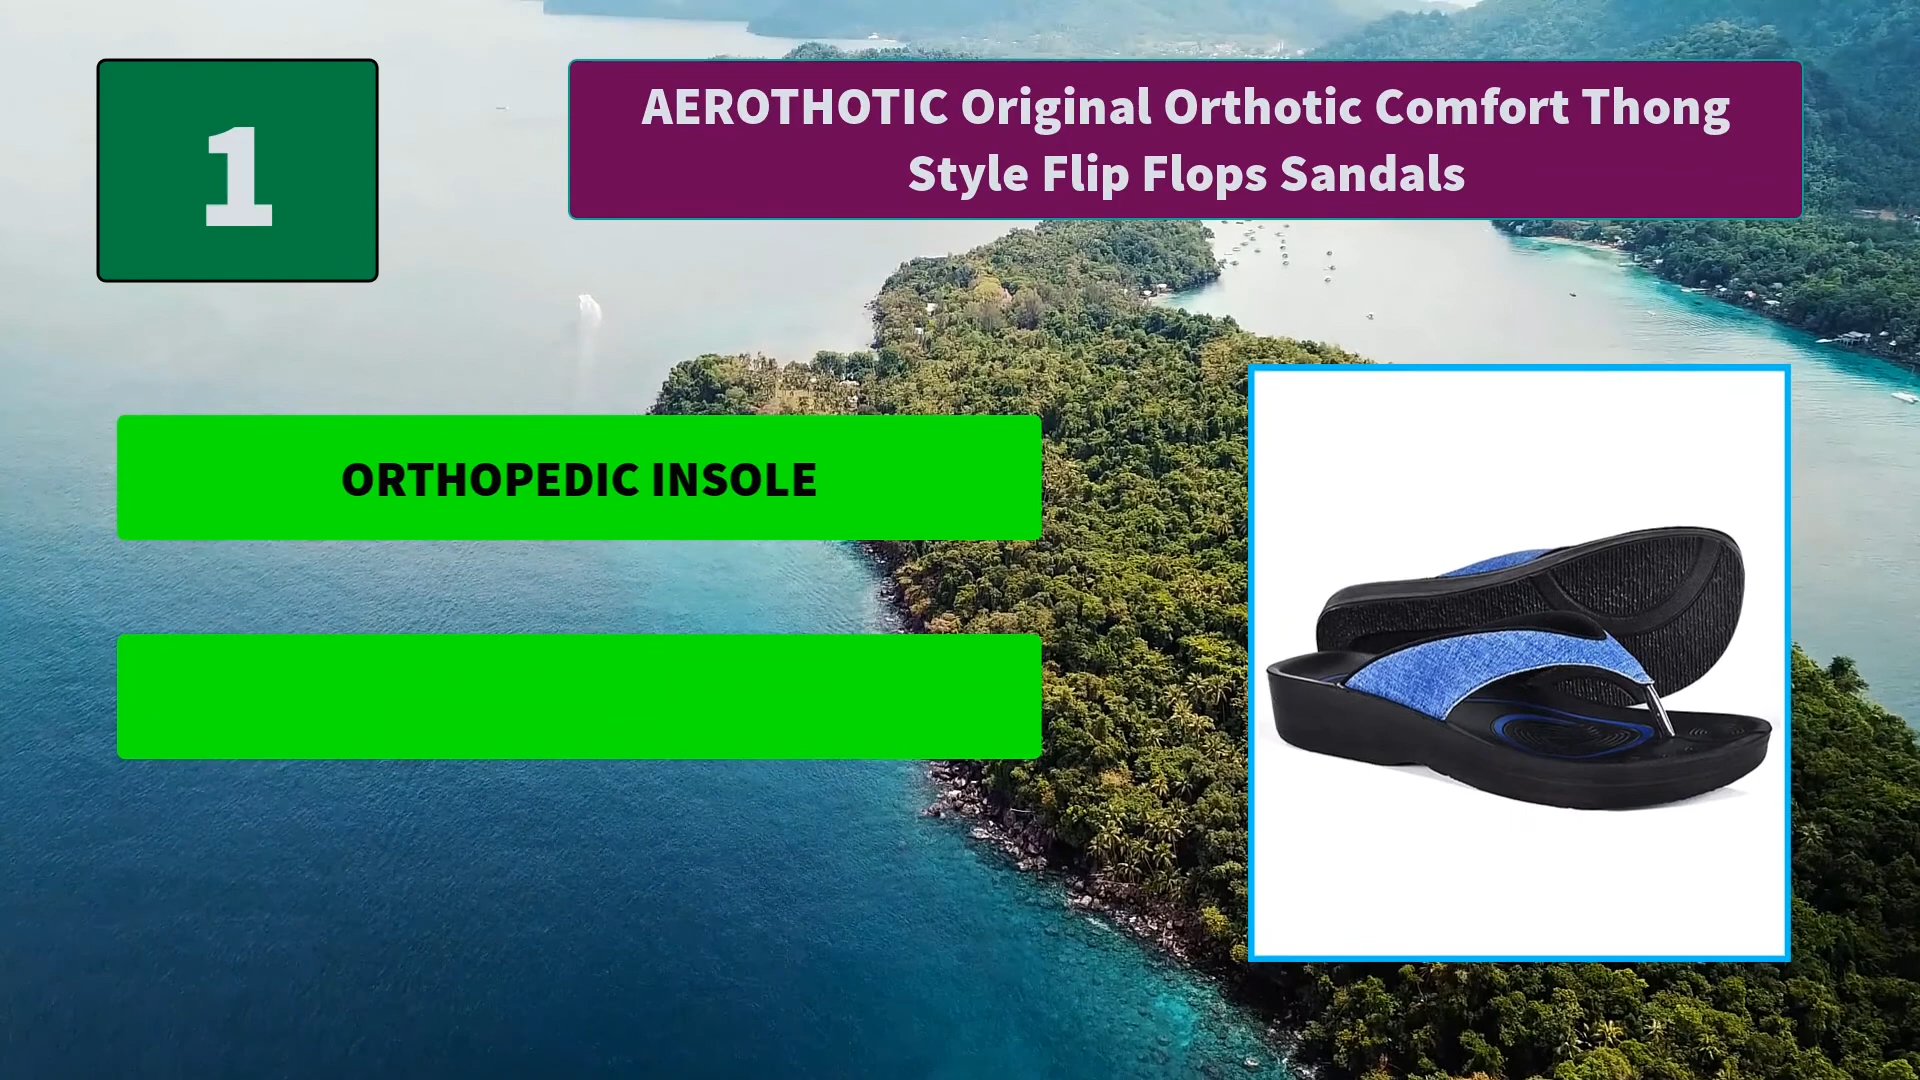 1
AEROTHOTIC Original Orthotic Comfort Thong
Style Flip Flops Sandals
ORTHOPEDIC INSOLE